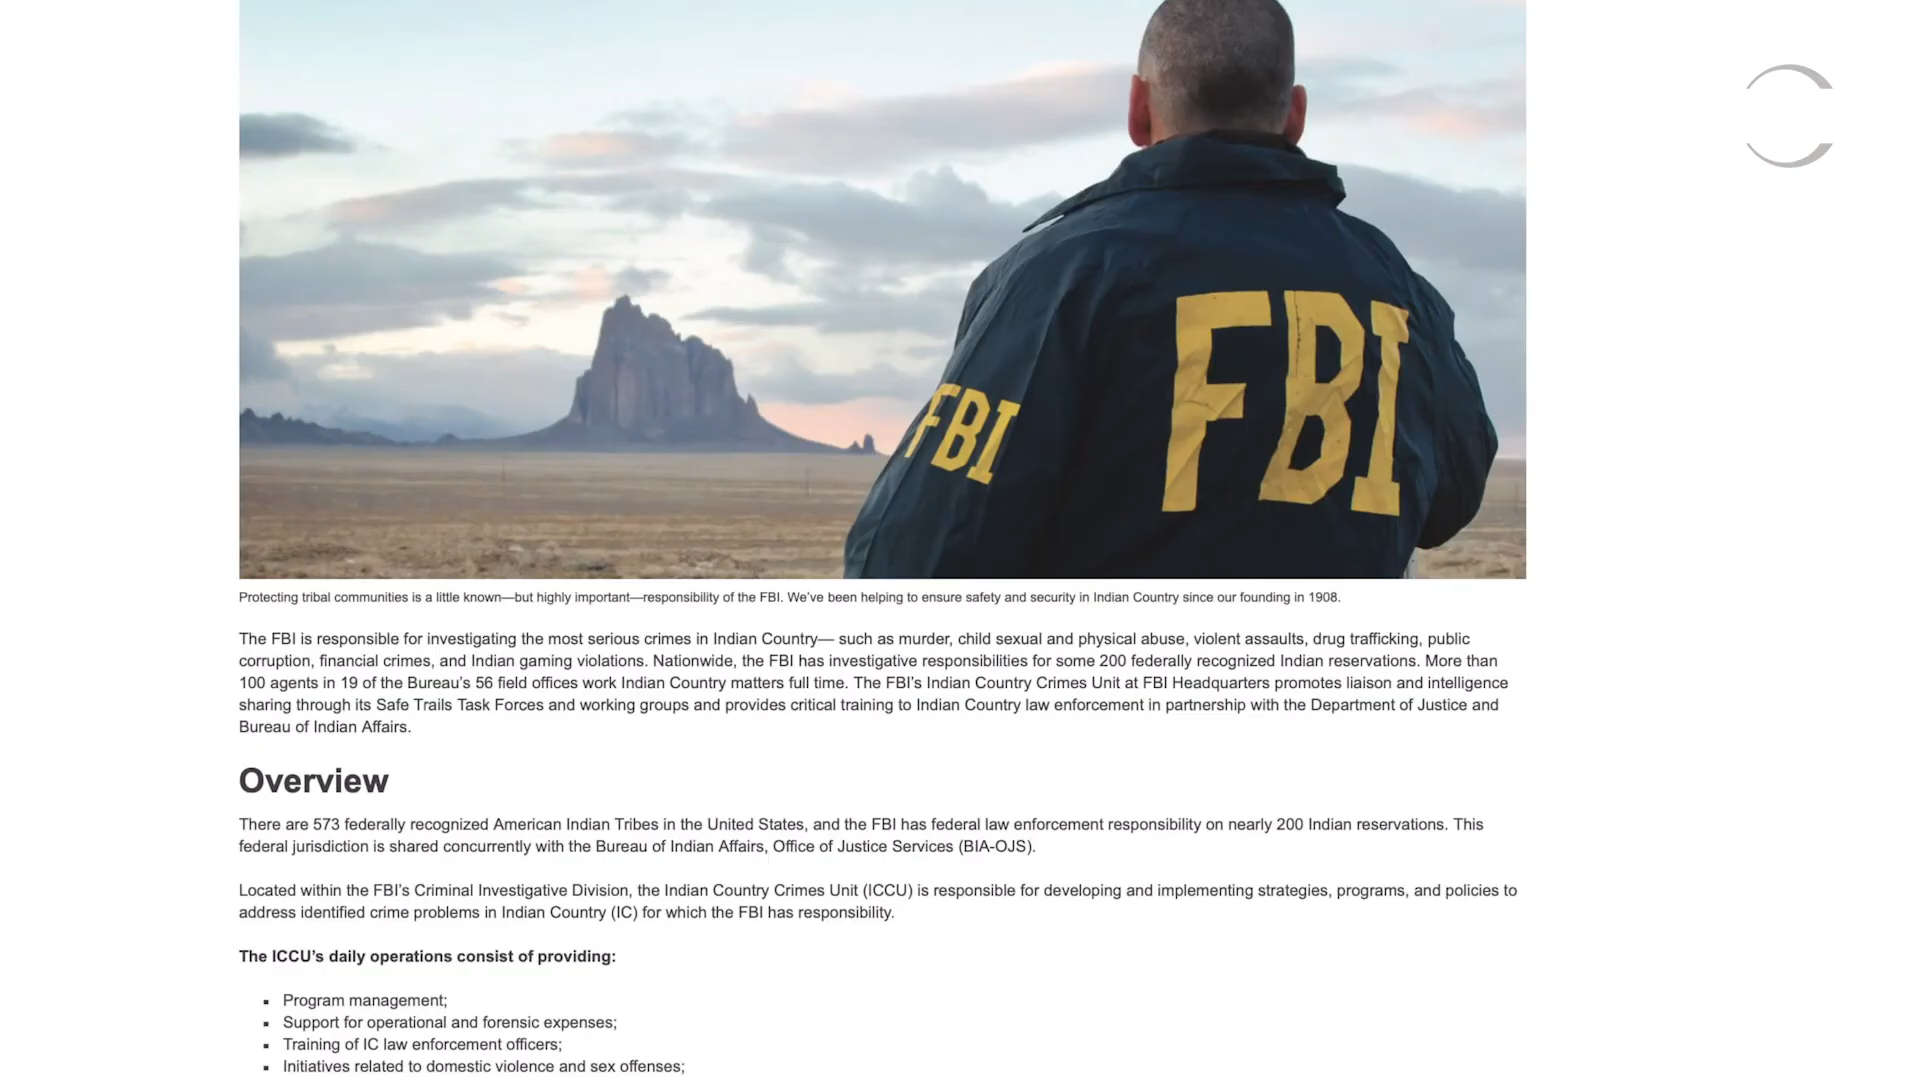 FBI
FBI
Protecting tribal communities is a little known—but highly important—responsibility of the FBI. We’ve been helping to ensure safety and security in Indian Country since our founding in 1908.
The FBI is responsible for investigating the most serious crimes in Indian Country— such as murder, child sexual and physical abuse, violent assaults, drug trafficking, public
corruption, financial crimes, and Indian gaming violations. Nationwide, the FBI has investigative responsibilities for some 200 federally recognized Indian reservations. More than
100 agents in 19 of the Bureau’s 56 field offices work Indian Country matters full time. The FBI’s Indian Country Crimes Unit at FBI Headquarters promotes liaison and intelligence
sharing through its Safe Trails Task Forces and working groups and provides critical training to Indian Country law enforcement in partnership with the Department of Justice and
Bureau of Indian Affairs.
Overview
There are 573 federally recognized American Indian Tribes in the United States, and the FBI has federal law enforcement responsibility on nearly 200 Indian reservations. This
federal jurisdiction is shared concurrently with the Bureau of Indian Affairs, Office of Justice Services (BIA-OJS).
Located within the FBI’s Criminal Investigative Division, the Indian Country Crimes Unit (ICCU) is responsible for developing and implementing strategies, programs, and policies to
address identified crime problems in Indian Country (IC) for which the FBI has responsibility.
The ICCU’s daily operations consist of providing:
▪ Program management;
▪ Support for operational and forensic expenses;
▪ Training of IC law enforcement officers;
▪ Initiatives related to domestic violence and sex offenses;